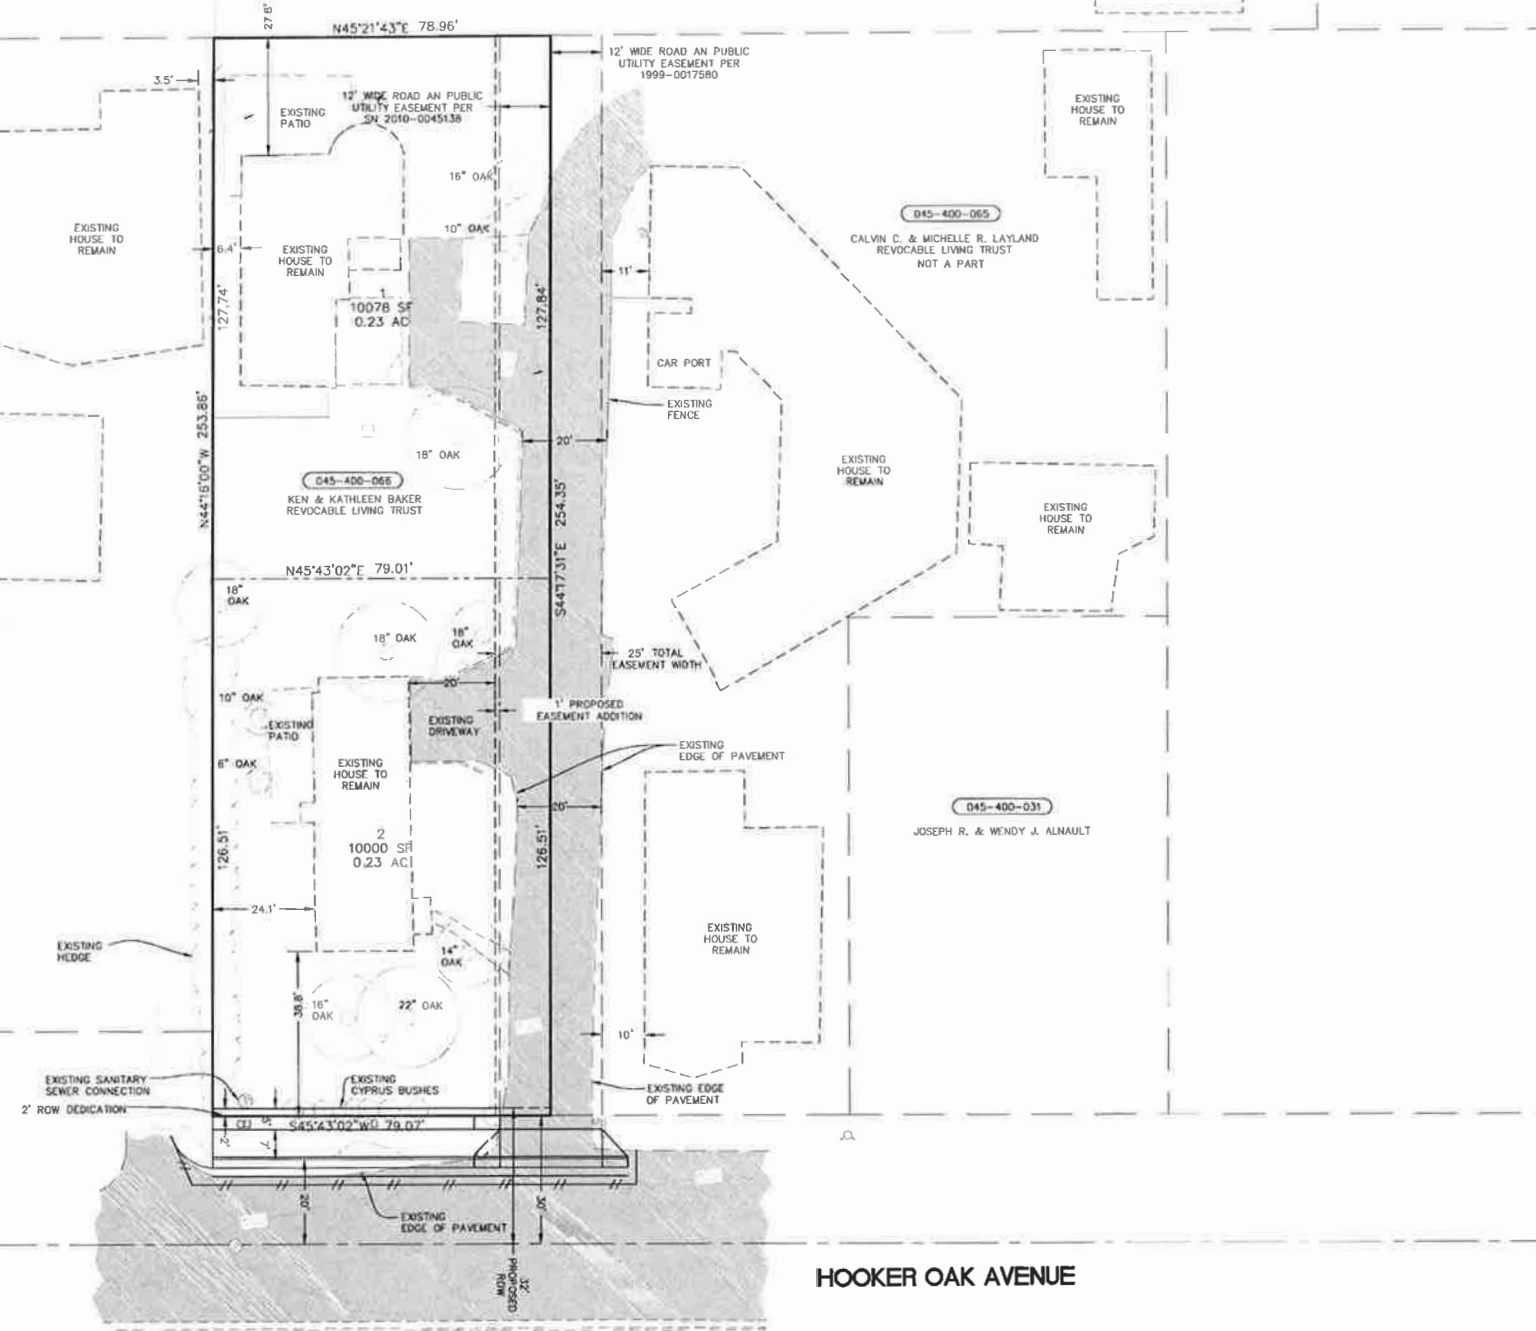 27'8"
N45°21'43"E 78.96'
12' WIDE ROAD AN PUBLIC
UTILITY EASEMENT PER
1999-0017580
3.5'
12' WIDE ROAD AN PUBLIC
UTILITY EASEMENT PER
SN 2010-0045138
EXISTING
PATIO
EXISTING
HOUSE TO
REMAIN
16" OAK
045-400-065
CALVIN C. & MICHELLE R. LAYLAND
REVOCABLE LIVING TRUST
NOT A PART
10" OAK
EXISTING
HOUSE TO
REMAIN
6.4'
EXISTING
HOUSE TO
REMAIN
11'
127.74'
1
10078 SF
0.23 AC
127.84'
CAR PORT
EXISTING
FENCE
N44°16'00"W 253.86'
20'
18" OAK
EXISTING
HOUSE TO
REMAIN
045-400-066
KEN & KATHLEEN BAKER
REVOCABLE LIVING TRUST
S44°17'31"E 254.35'
EXISTING
HOUSE TO
REMAIN
N45°43'02"E 79.01'
18"
OAK
18" OAK
18"
OAK
25' TOTAL
EASEMENT WIDTH
20'
10" OAK
1' PROPOSED
EASEMENT ADDITION
EXISTING
PATIO
EXISTING
DRIVEWAY
EXISTING
EDGE OF PAVEMENT
6" OAK
EXISTING
HOUSE TO
REMAIN
20'
045-400-031
JOSEPH R. & WENDY J. ALNAULT
126.51'
2
10000 SF
0.23 AC
126.51'
24.1'
EXISTING
HEDGE
14"
OAK
EXISTING
HOUSE TO
REMAIN
38.8'
16"
OAK
22" OAK
10'
EXISTING SANITARY
SEWER CONNECTION
EXISTING
CYPRUS BUSHES
EXISTING EDGE
OF PAVEMENT
2' ROW DEDICATION
S45°43'02"W 79.07'
2'
5'
7'
20'
30'
EXISTING
EDGE OF PAVEMENT
32'
PROPOSED
ROW
HOOKER OAK AVENUE